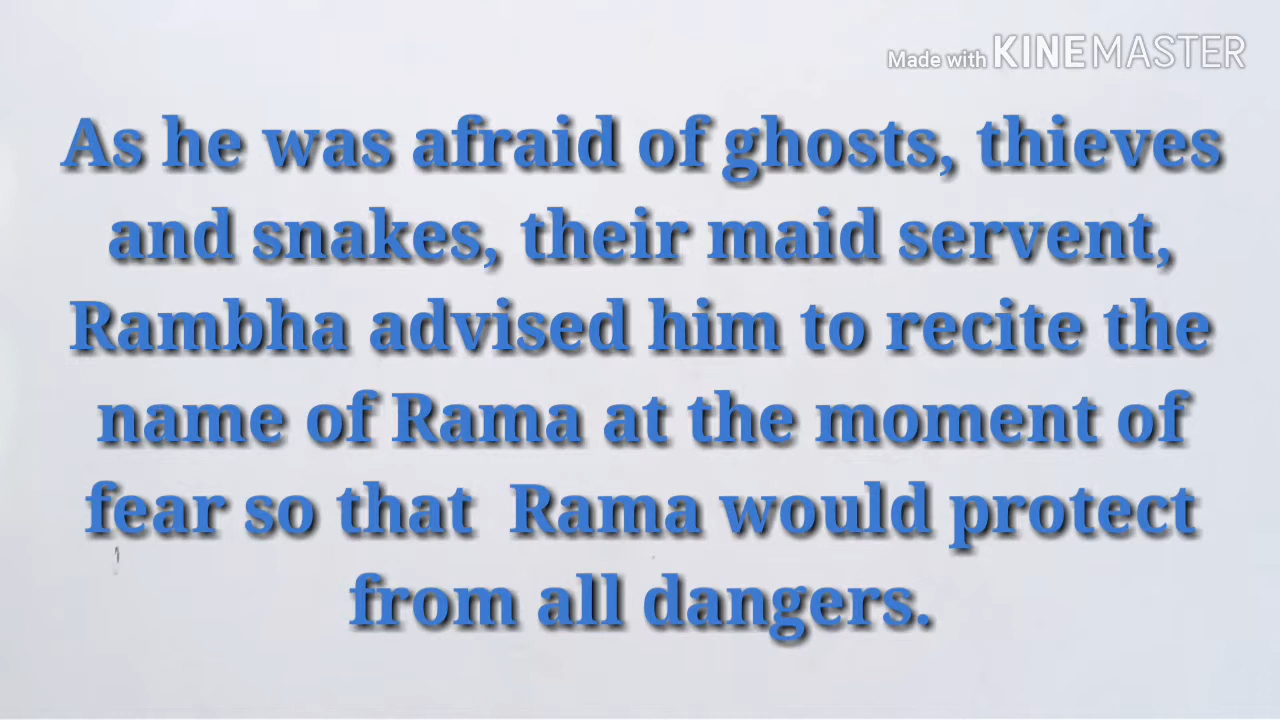 Made with KINEMASTER
As he was afraid of ghosts, thieves
and snakes, their maid servent,
Rambha advised him to recite the
name of Rama at the moment of
fear so that  Rama would protect
from all dangers.